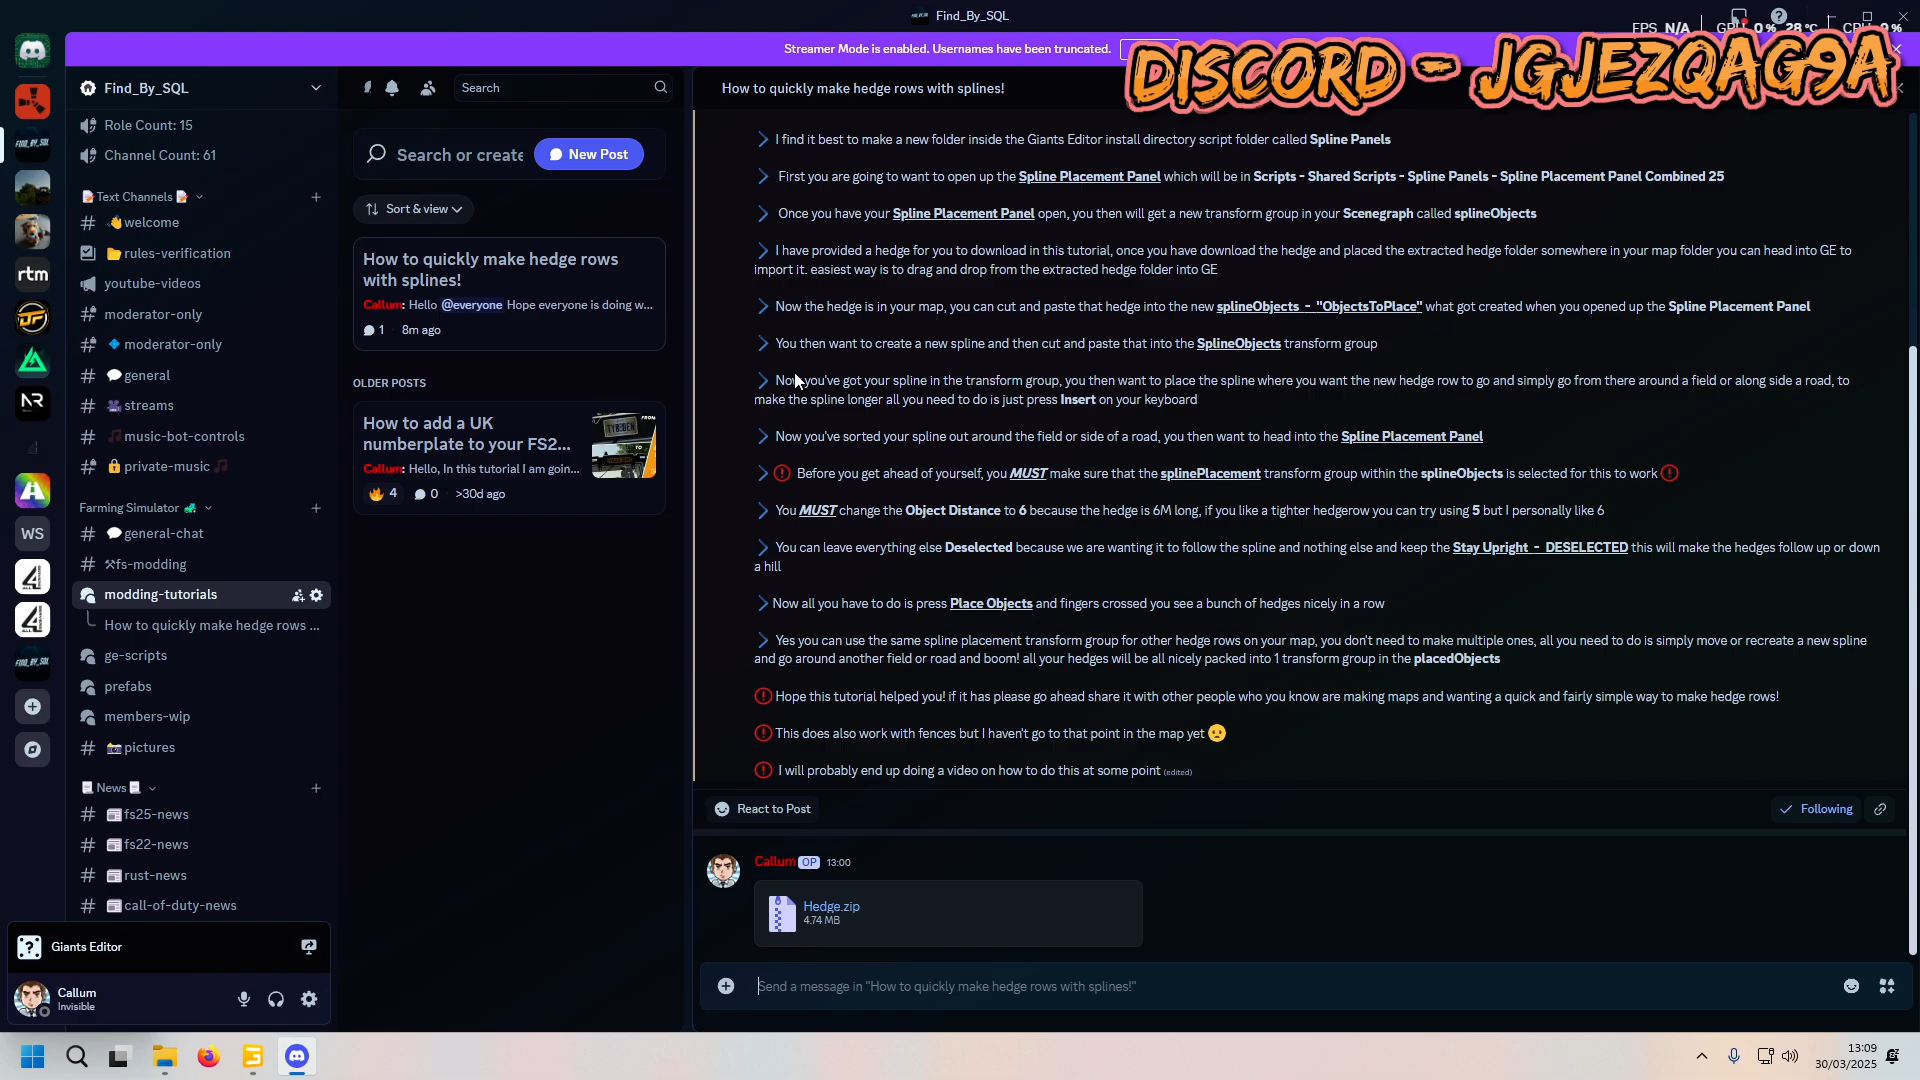 Find_By_SQL
FPS N/A GPU 0 % 28 °C CPU 9 %
Streamer Mode is enabled. Usernames have been truncated.
DISCORD - JGJEZQAG9A
Find_By_SQL
Search
How to quickly make hedge rows with splines!
Role Count: 15
Channel Count: 61
Text Channels
welcome
rules-verification
youtube-videos
moderator-only
moderator-only
general
streams
music-bot-controls
private-music
Farming Simulator
general-chat
fs-modding
modding-tutorials
How to quickly make hedge rows ...
ge-scripts
prefabs
members-wip
pictures
News
fs25-news
fs22-news
rust-news
call-of-duty-news
Giants Editor
Callum
Invisible
rtm
WS
Search or create
New Post
Sort & view
How to quickly make hedge rows
with splines!
Callum: Hello @everyone Hope everyone is doing w...
1 8m ago
OLDER POSTS
How to add a UK
numberplate to your FS2...
Callum: Hello, In this tutorial I am goin...
4 0 >30d ago
I find it best to make a new folder inside the Giants Editor install directory script folder called Spline Panels
First you are going to want to open up the Spline Placement Panel which will be in Scripts - Shared Scripts - Spline Panels - Spline Placement Panel Combined 25
Once you have your Spline Placement Panel open, you then will get a new transform group in your Scenegraph called splineObjects
I have provided a hedge for you to download in this tutorial, once you have download the hedge and placed the extracted hedge folder somewhere in your map folder you can head into GE to
import it. easiest way is to drag and drop from the extracted hedge folder into GE
Now the hedge is in your map, you can cut and paste that hedge into the new splineObjects - "ObjectsToPlace" what got created when you opened up the Spline Placement Panel
You then want to create a new spline and then cut and paste that into the SplineObjects transform group
Now you've got your spline in the transform group, you then want to place the spline where you want the new hedge row to go and simply go from there around a field or along side a road, to
make the spline longer all you need to do is just press Insert on your keyboard
Now you've sorted your spline out around the field or side of a road, you then want to head into the Spline Placement Panel
Before you get ahead of yourself, you MUST make sure that the splinePlacement transform group within the splineObjects is selected for this to work
You MUST change the Object Distance to 6 because the hedge is 6M long, if you like a tighter hedgerow you can try using 5 but I personally like 6
You can leave everything else Deselected because we are wanting it to follow the spline and nothing else and keep the Stay Upright - DESELECTED this will make the hedges follow up or down
a hill
Now all you have to do is press Place Objects and fingers crossed you see a bunch of hedges nicely in a row
Yes you can use the same spline placement transform group for other hedge rows on your map, you don't need to make multiple ones, all you need to do is simply move or recreate a new spline
and go around another field or road and boom! all your hedges will be all nicely packed into 1 transform group in the placedObjects
Hope this tutorial helped you! if it has please go ahead share it with other people who you know are making maps and wanting a quick and fairly simple way to make hedge rows!
This does also work with fences but I haven't go to that point in the map yet
I will probably end up doing a video on how to do this at some point (edited)
React to Post
Following
Callum OP 13:00
Hedge.zip
4.74 MB
Send a message in "How to quickly make hedge rows with splines!"
13:09
30/03/2025